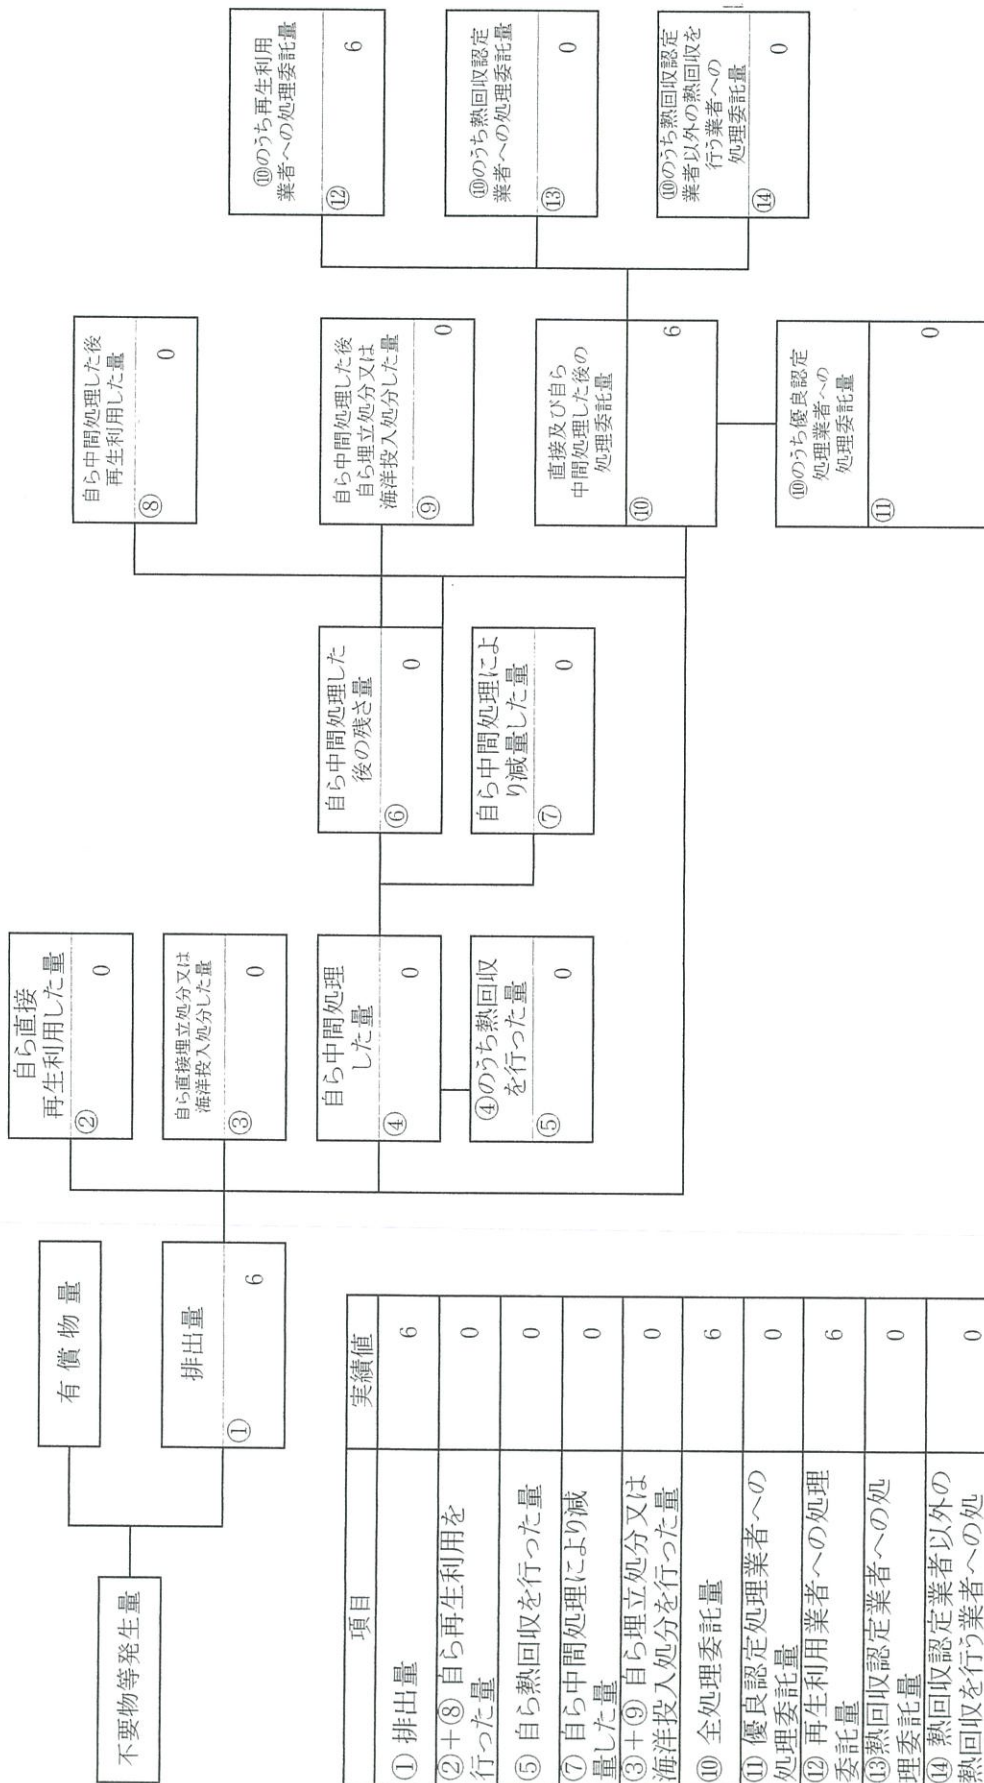 不要物等発生量
有償物量
排出量
① 6
自ら直接
再生利用した量
② 0
自ら直接埋立処分又は
海洋投入処分した量
③ 0
自ら中間処理
した量
④ 0
④のうち熱回収
を行った量
⑤ 0
自ら中間処理した
後の残さ量
⑥ 0
自ら中間処理によ
り減量した量
⑦ 0
自ら中間処理した後
再生利用した量
⑧ 0
自ら中間処理した後
自ら埋立処分又は
海洋投入処分した量
⑨ 0
直接及び自ら
中間処理した後の
処理委託量
⑩ 6
⑩のうち優良認定
処理業者への
処理委託量
⑪ 0
⑩のうち再生利用
業者への処理委託量
⑫ 6
⑩のうち熱回収認定
業者への処理委託量
⑬ 0
⑩のうち熱回収認定
業者以外の熱回収を
行う業者への
処理委託量
⑭ 0
項目 実績値
① 排出量 6
②+⑧ 自ら再生利用を
行った量 0
⑤ 自ら熱回収を行った量 0
⑦ 自ら中間処理により減
量した量 0
③+⑨ 自ら埋立処分又は
海洋投入処分を行った量 0
⑩ 全処理委託量 6
⑪ 優良認定処理業者への
処理委託量 0
⑫ 再生利用業者への処理
委託量 6
⑬熱回収認定業者への処
理委託量 0
⑭ 熱回収認定業者以外の
熱回収を行う業者への処 0